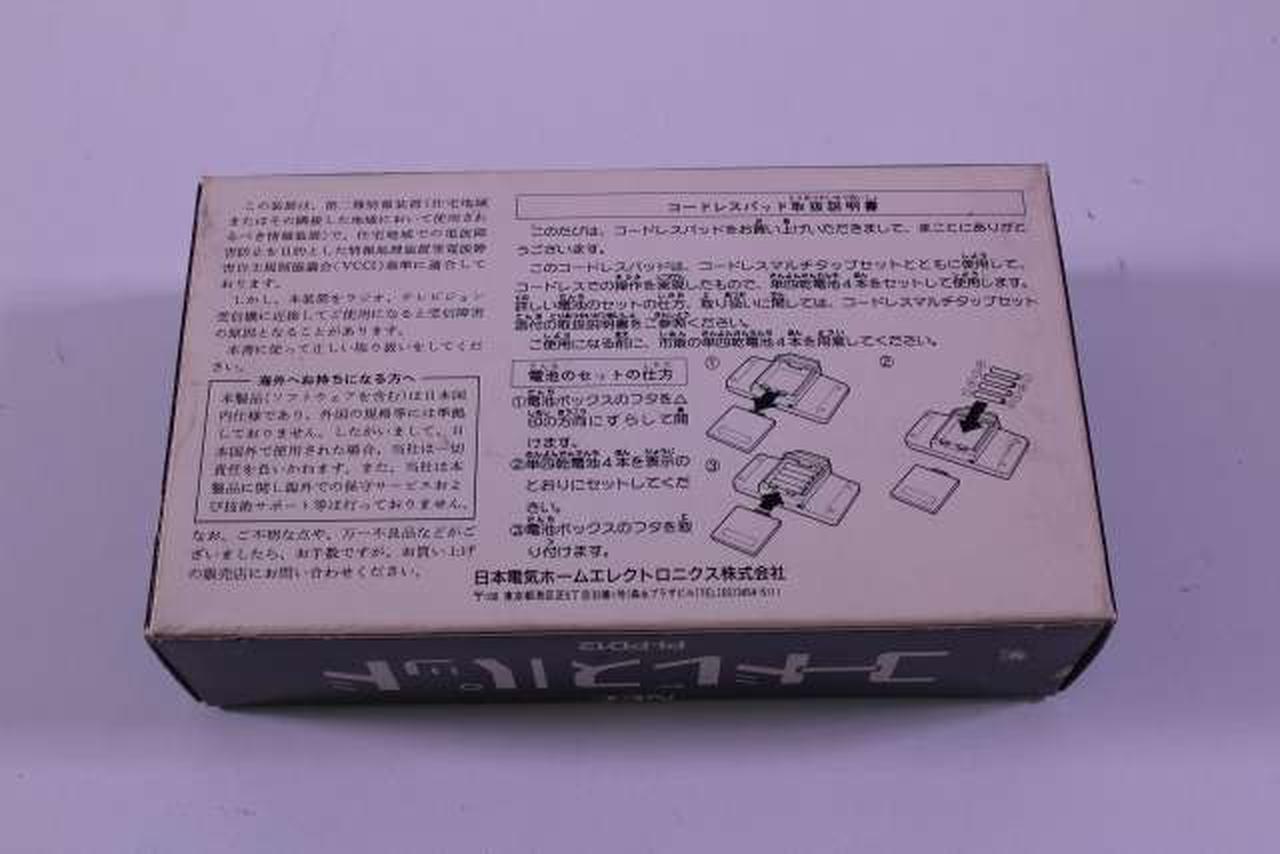 この装置は、第二種情報装置(住宅地域
またはその隣接した地域において使用され
るべき情報装置)で、住宅地域での電波障
害防止を目的とした情報処理装置等電波障
害自主規制協議会(VCCI)基準に適合して
おります。
しかし、本装置をラジオ、テレビジョン
受信機に近接してご使用になると受信障害
の原因となることがあります。
本書に従って正しい取り扱いをしてくだ
さい。
海外へお持ちになる方へ
本製品(ソフトウェアを含む)は日本国
内仕様であり、外国の規格等には準拠
しておりません。したがいまして、日
本国外で使用された場合、当社は一切
責任を負いかねます。また、当社は本
製品に関し海外での保守サービスおよ
び技術サポート等は行っておりません。
なお、ご不明な点や、万一不良品などがご
ざいましたら、お手数ですが、お買い上げ
の販売店にお問い合わせください。
コードレスパッド取扱説明書
このたびは、コードレスパッドをお買い上げいただきまして、まことにありがと
うございます。
このコードレスパッドは、コードレスマルチタップセットとともに使用して、
コードレスでの操作を実現したもので、単四乾電池4本をセットして使用します。
詳しい電池のセットの仕方、取り扱いに関しては、コードレスマルチタップセット
添付の取扱説明書をご参照ください。
ご使用になる前に、市販の単四乾電池4本を用意してください。
電池のセットの仕方
①電池ボックスのフタを△
印の方向にずらして開
けます。
②単四乾電池4本を表示の
とおりにセットしてくだ
さい。
③電池ボックスのフタを取
り付けます。
①
②
③
日本電気ホームエレクトロニクス株式会社
〒108 東京都港区芝5丁目
PI-PD12
コードレスパッド